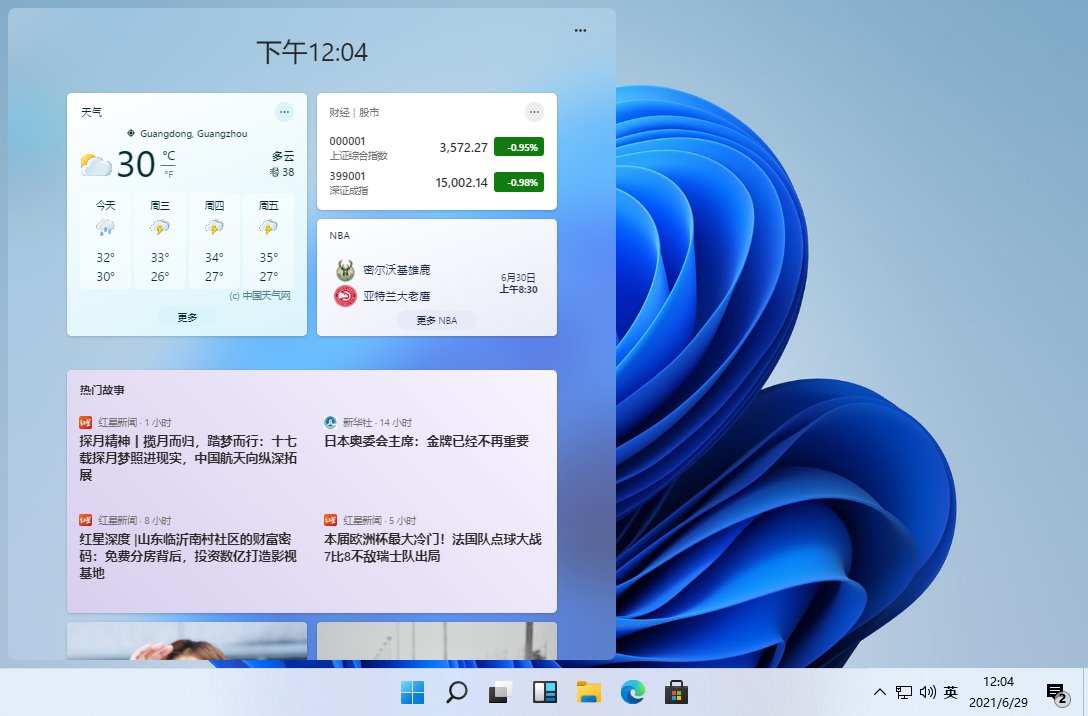 下午12:04
天气
Guangdong, Guangzhou
30 °C
°F
多云
38
今天 周三 周四 周五
32° 33° 34° 35°
30° 26° 27° 27°
(c) 中国天气网
更多
财经 | 股市
000001
上证综合指数
3,572.27 -0.95%
399001
深证成指
15,002.14 -0.98%
NBA
密尔沃基雄鹿
亚特兰大老鹰
6月30日
上午8:30
更多 NBA
热门故事
红星新闻 · 1 小时
探月精神 | 揽月而归，踏梦而行：十七
载探月梦照进现实，中国航天向纵深拓
展
新华社 · 14 小时
日本奥委会主席：金牌已经不再重要
红星新闻 · 8 小时
红星深度 |山东临沂南村社区的财富密
码：免费分房背后，投资数亿打造影视
基地
红星新闻 · 5 小时
本届欧洲杯最大冷门！法国队点球大战
7比8不敌瑞士队出局
英
12:04
2021/6/29
2